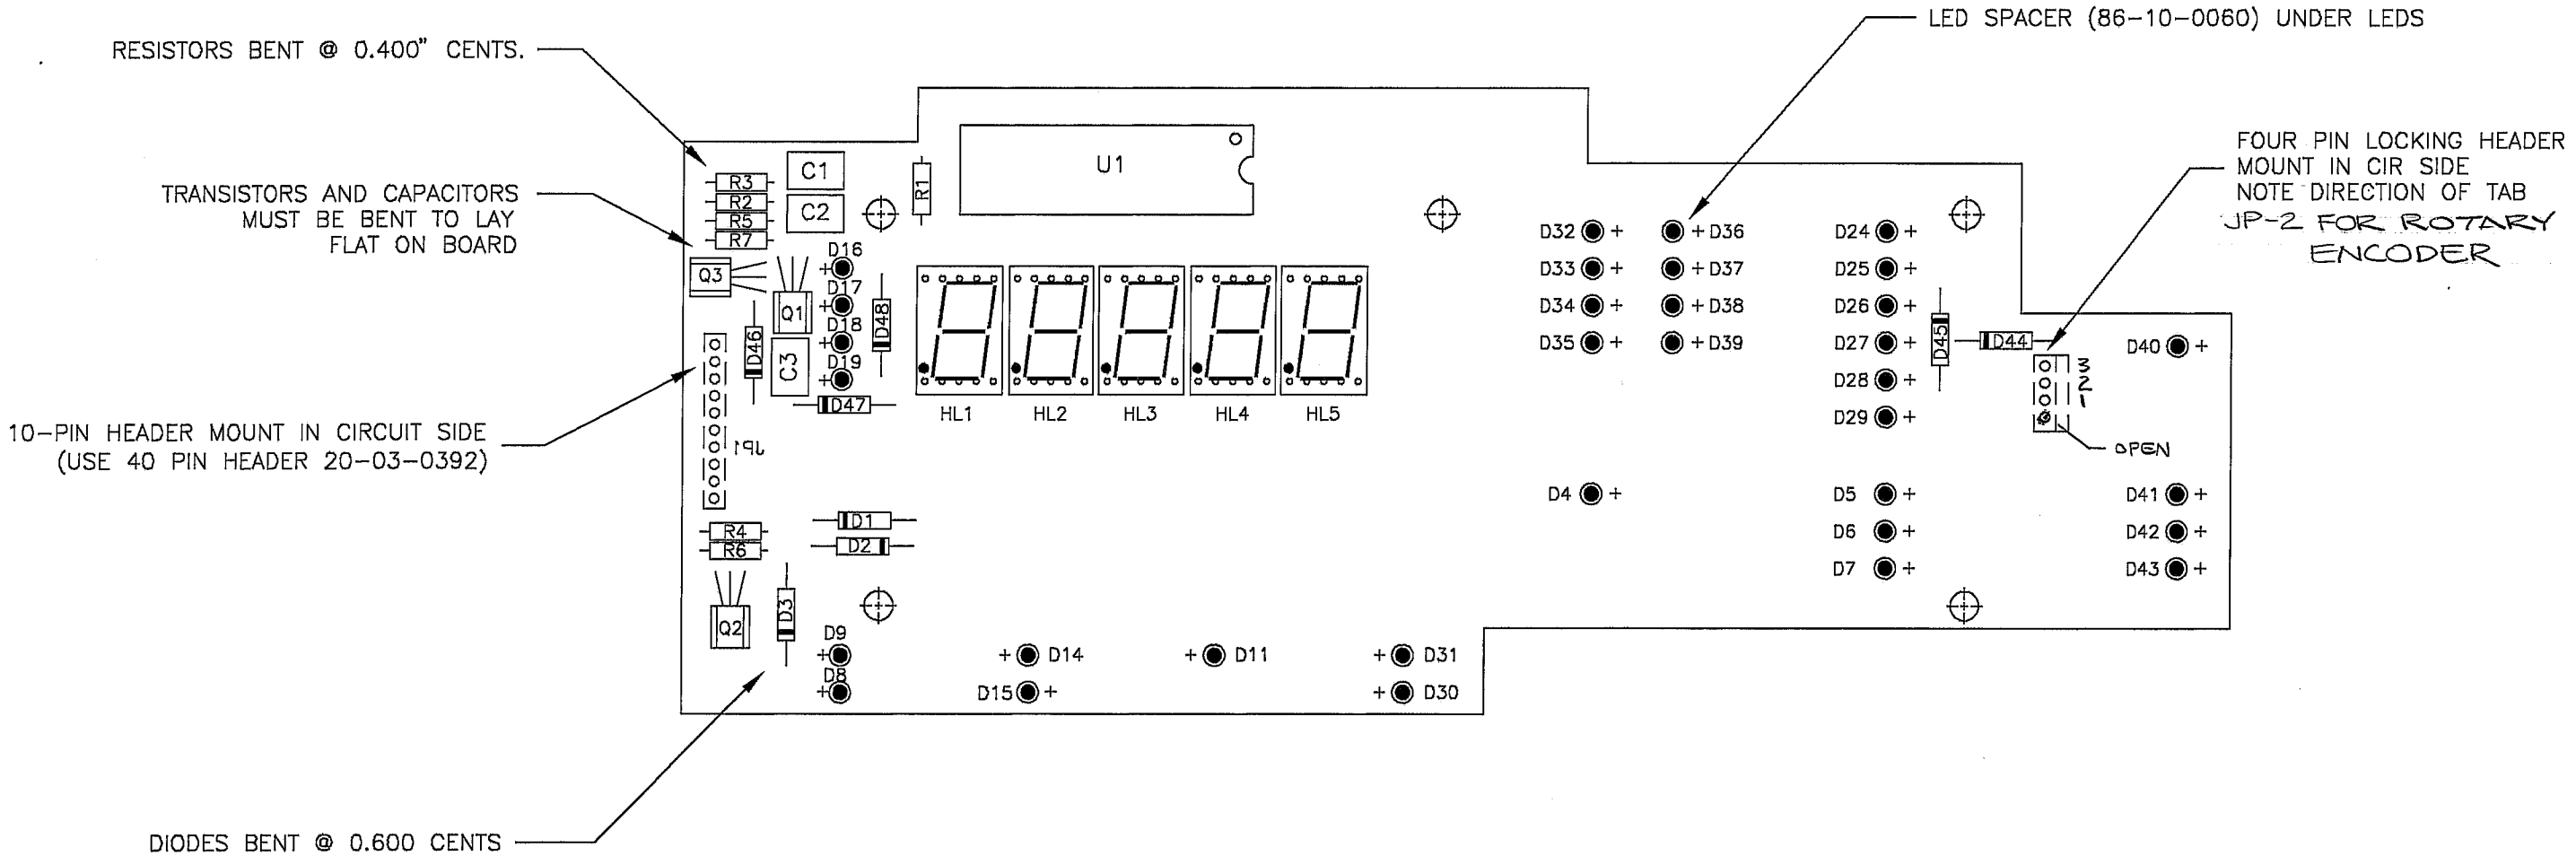 LED SPACER (86-10-0060) UNDER LEDS
RESISTORS BENT @ 0.400" CENTS.
FOUR PIN LOCKING HEADER
MOUNT IN CIR SIDE
NOTE DIRECTION OF TAB
JP-2 FOR ROTARY
ENCODER
TRANSISTORS AND CAPACITORS
MUST BE BENT TO LAY
FLAT ON BOARD
10-PIN HEADER MOUNT IN CIRCUIT SIDE
(USE 40 PIN HEADER 20-03-0392)
DIODES BENT @ 0.600 CENTS
R3
R2
R5
R7
C1
C2
R1
U1
Q3
Q1
D16
D17
D18
D19
D48
D46
C3
D47
JP1
HL1
HL2
HL3
HL4
HL5
R4
R6
D1
D2
Q2
D3
D9
D8
+ D14
D15 +
+ D11
+ D31
+ D30
D32 +
+ D36
D33 +
+ D37
D34 +
+ D38
D35 +
+ D39
D4 +
D24 +
D25 +
D26 +
D27 +
D28 +
D29 +
D5 +
D6 +
D7 +
D45
D44
3
2
1
OPEN
D40 +
D41 +
D42 +
D43 +